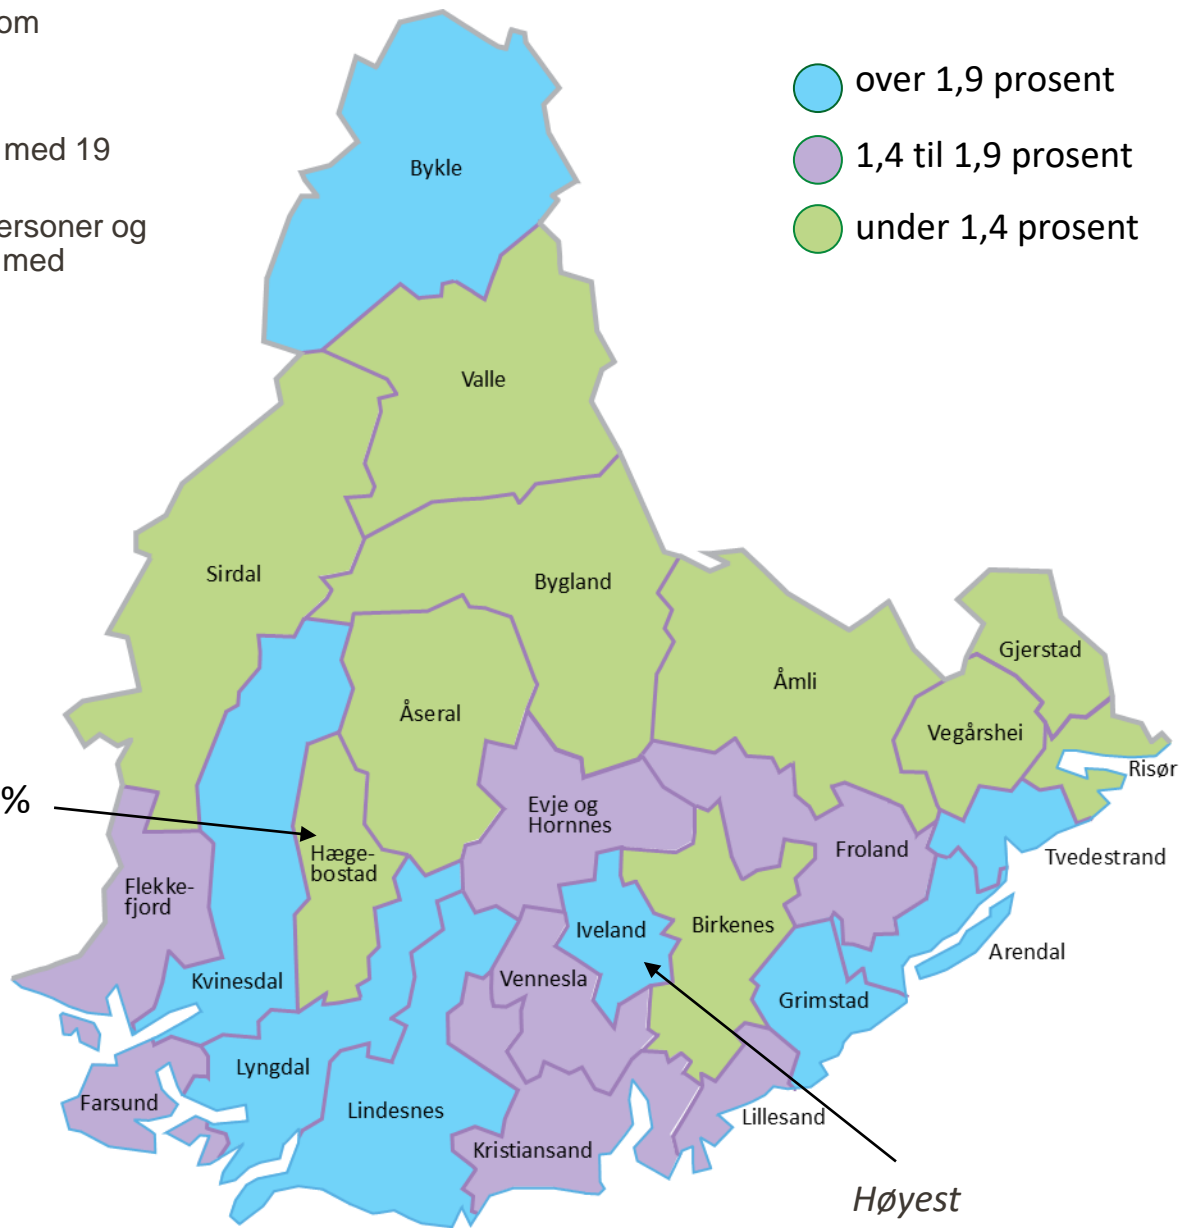 om
med 19
ersoner og
med
over 1,9 prosent
1,4 til 1,9 prosent
under 1,4 prosent
Bykle
Valle
Sirdal
Bygland
Gjerstad
Åmli
Åseral
Vegårshei
Risør
%
Evje og
Hornnes
Hæge-
bostad
Froland
Tvedestrand
Flekke-
fjord
Iveland
Birkenes
Arendal
Vennesla
Kvinesdal
Grimstad
Lyngdal
Farsund
Lindesnes
Lillesand
Kristiansand
Høyest